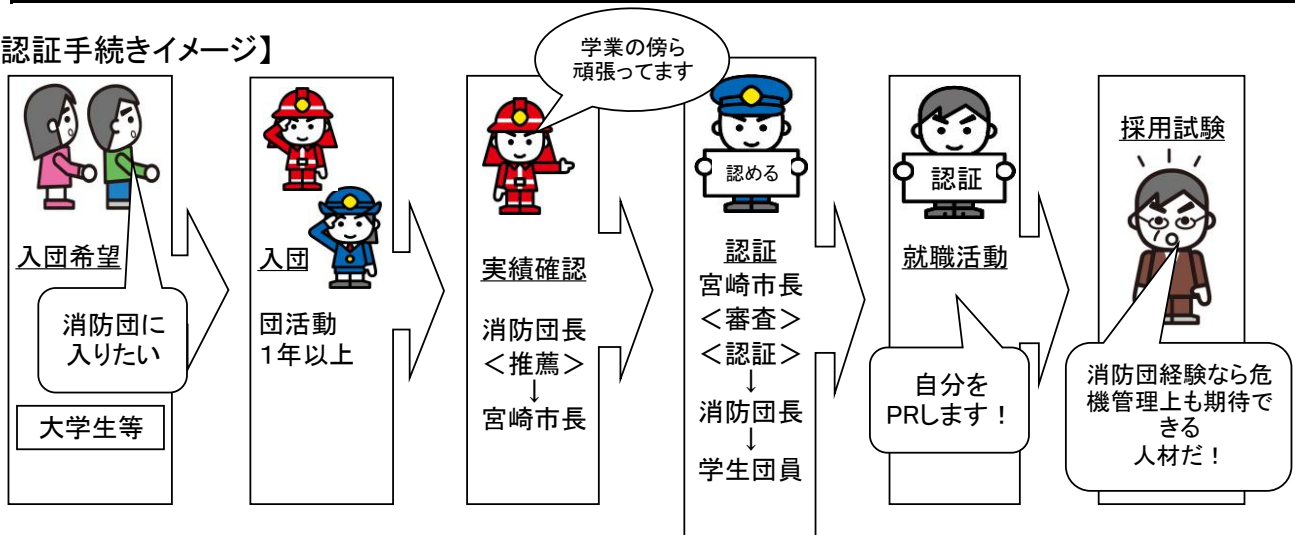 認証手続きイメージ】
入団希望
消防団に
入りたい
大学生等
入団
団活動
１年以上
学業の傍ら
頑張ってます
実績確認
消防団長
＜推薦＞
↓
宮崎市長
認める
認証
宮崎市長
＜審査＞
＜認証＞
↓
消防団長
↓
学生団員
認証
就職活動
自分を
PRします！
採用試験
消防団経験なら危
機管理上も期待で
きる
人材だ！